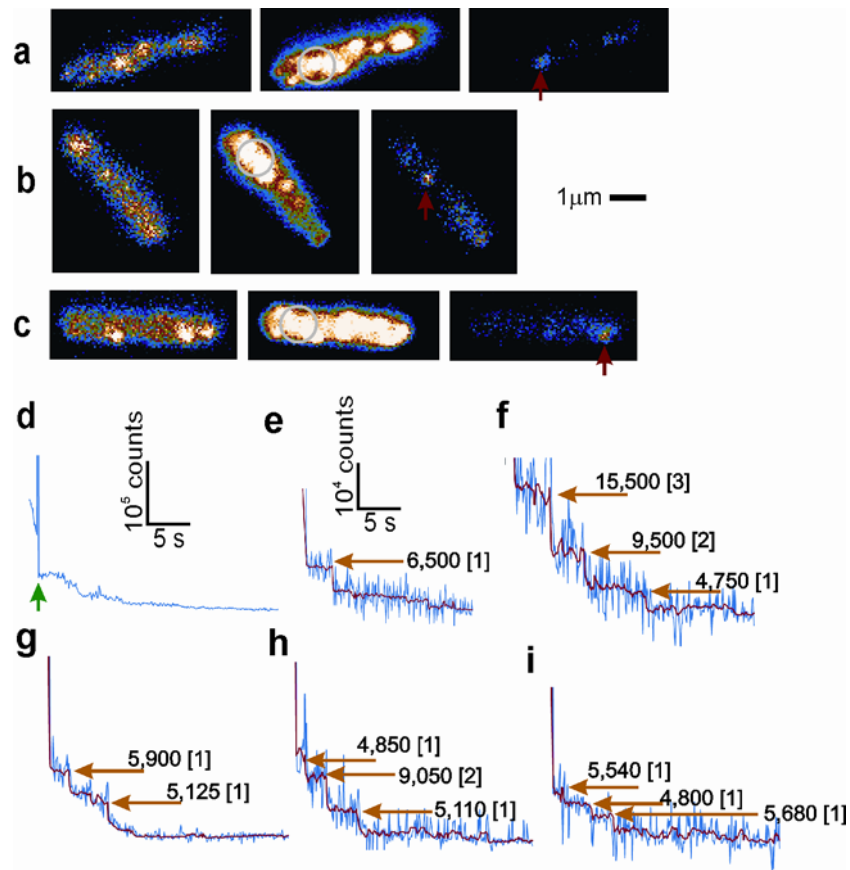 a
b
1μm
c
d
10⁵ counts
5 s
e
10⁴ counts
5 s
6,500 [1]
f
15,500 [3]
9,500 [2]
4,750 [1]
g
5,900 [1]
5,125 [1]
h
4,850 [1]
9,050 [2]
5,110 [1]
i
5,540 [1]
4,800 [1]
5,680 [1]